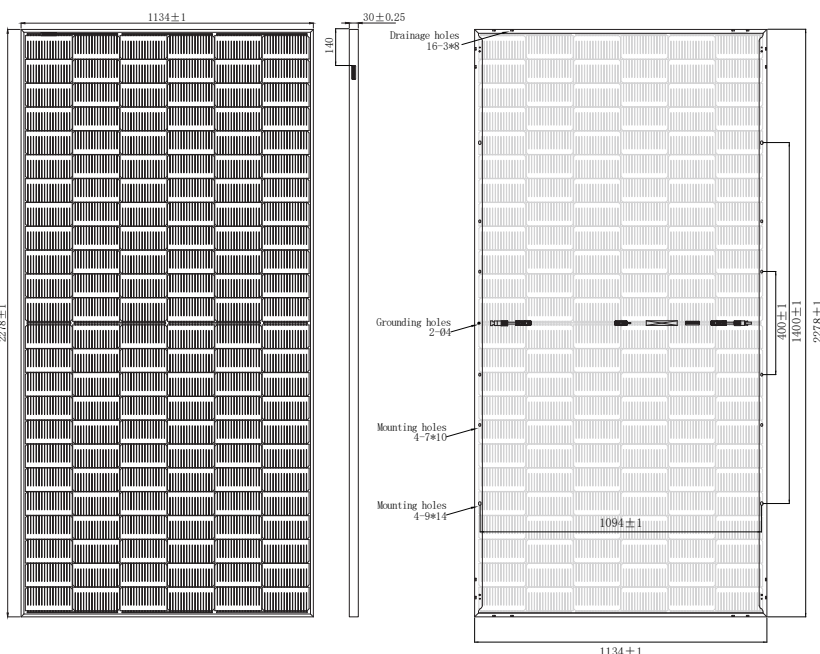 1134±1
30±0.25
140
2278±1
Drainage holes
16-3*8
Grounding holes
2-Ø4
Mounting holes
4-7*10
Mounting holes
4-9*14
400±1
1400±1
2278±1
1094±1
1134±1